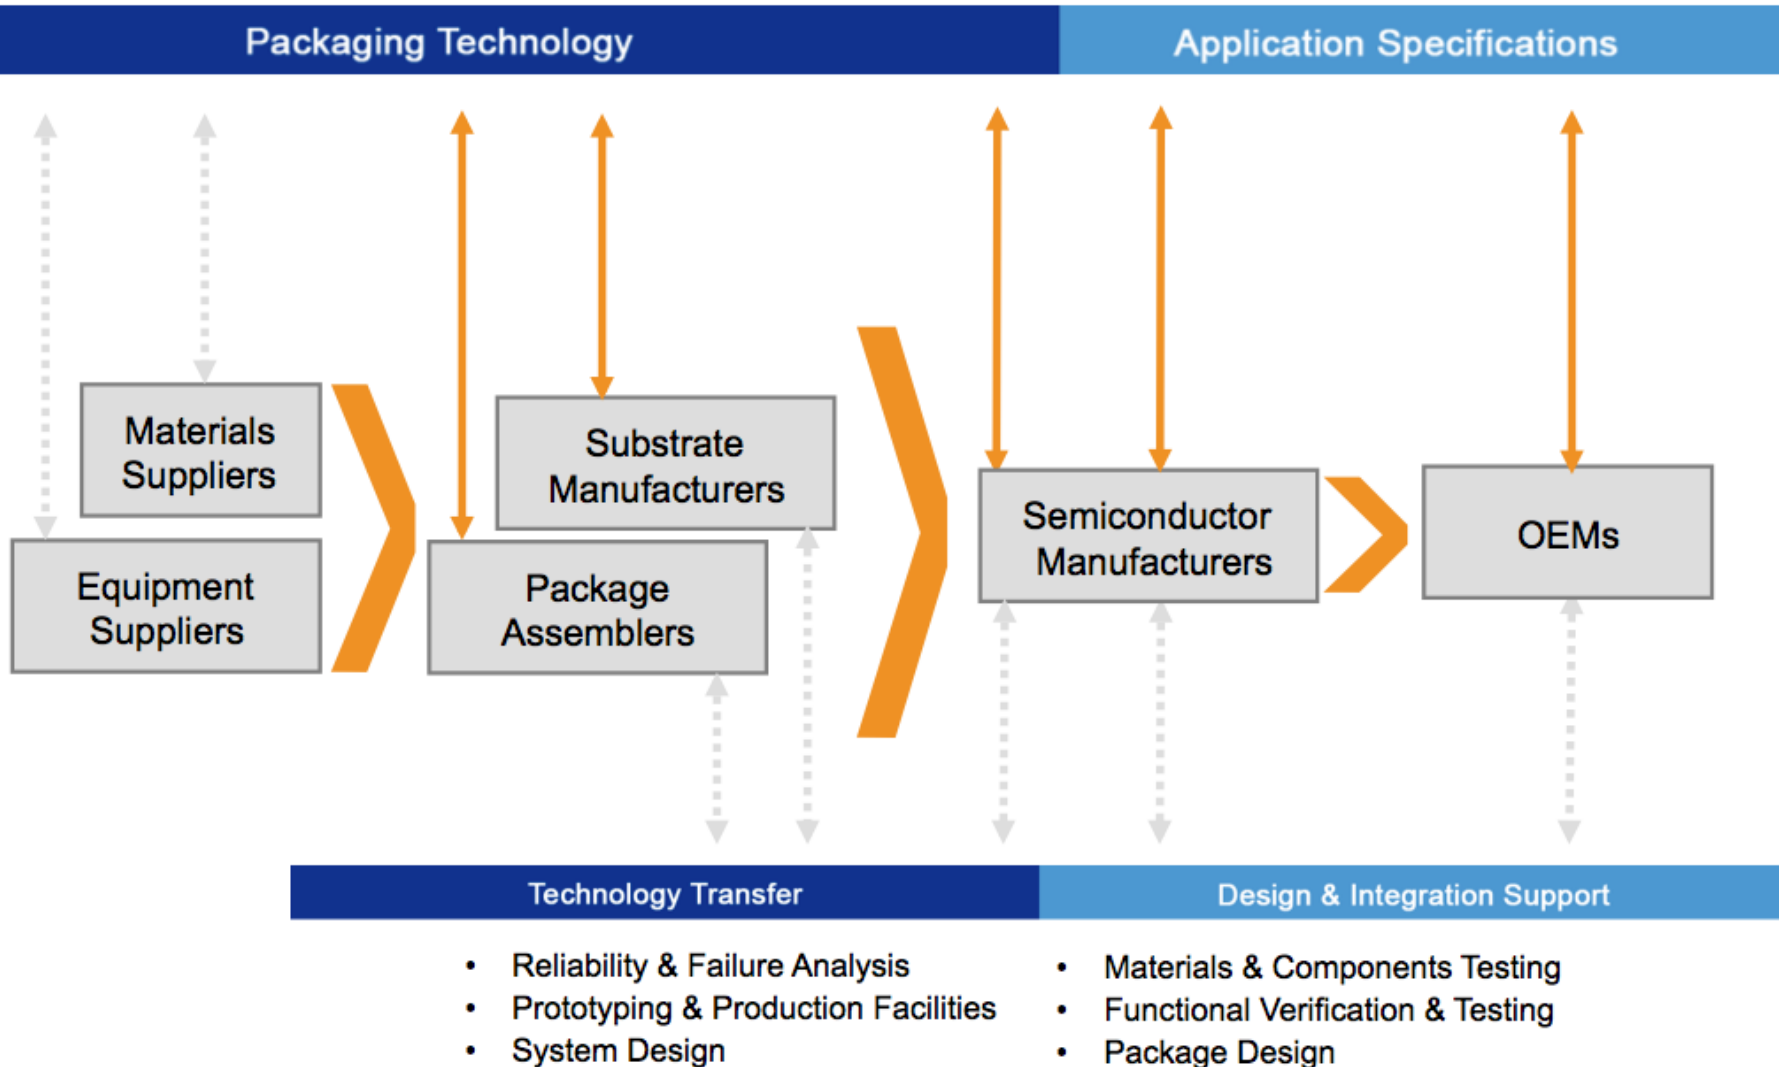 Packaging Technology
Application Specifications
Materials
Suppliers
Equipment
Suppliers
Substrate
Manufacturers
Package
Assemblers
Semiconductor
Manufacturers
OEMs
Technology Transfer
• Reliability & Failure Analysis
• Prototyping & Production Facilities
• System Design
Design & Integration Support
• Materials & Components Testing
• Functional Verification & Testing
• Package Design